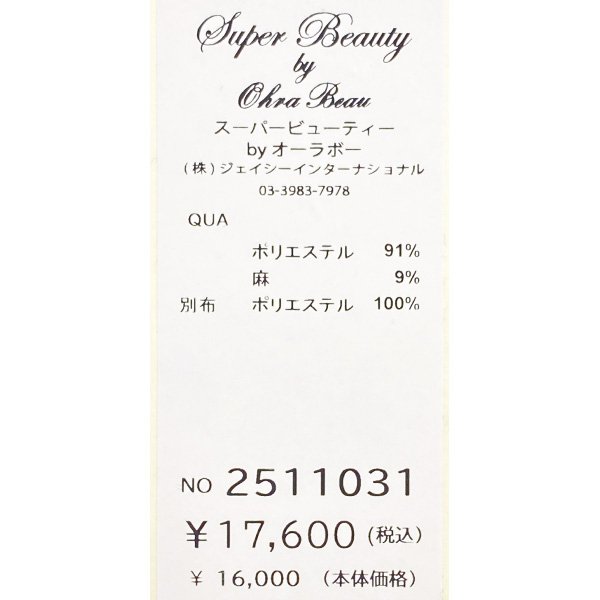 Super Beauty
by
Ohra Beau
スーパービューティー
by オーラボー
(株)ジェイシーインターナショナル
03-3983-7978
QUA
ポリエステル 91%
麻 9%
別布 ポリエステル 100%
NO 2511031
¥17,600 (税込)
¥ 16,000 (本体価格)